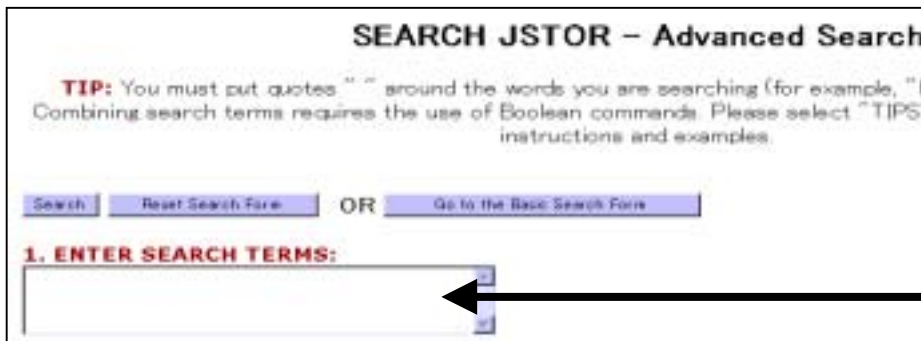 SEARCH JSTOR – Advanced Search
TIP: You must put quotes " " around the words you are searching (for example, "
Combining search terms requires the use of Boolean commands. Please select "TIPS
instructions and examples.
Search Reset Search Form OR Go to the Basic Search Form
1. ENTER SEARCH TERMS: